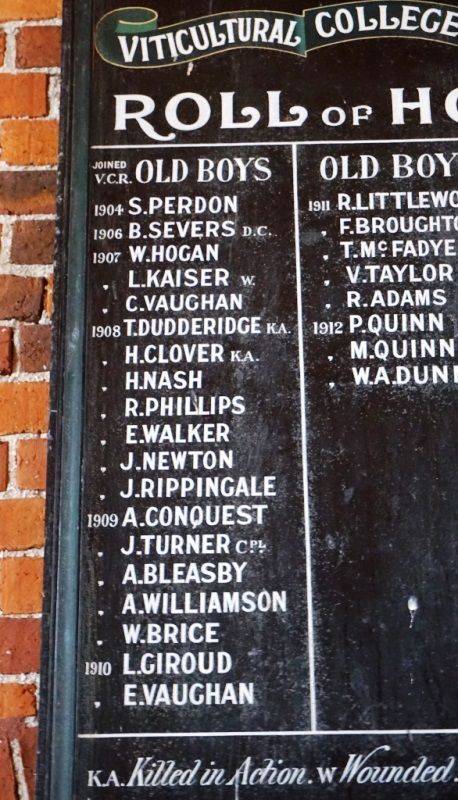 VITICULTURAL COLLEGE
ROLL OF
JOINED
V.C.R. OLD BOYS
1904 S.PERDON
1906 B.SEVERS D.C.
1907 W.HOGAN
" L.KAISER W.
" C.VAUGHAN
1908 T.DUDDERIDGE K.A.
" H.CLOVER K.A.
" H.NASH
" R.PHILLIPS
" E.WALKER
" J.NEWTON
" J.RIPPINGALE
1909 A.CONQUEST
" J.TURNER CPL
" A.BLEASBY
" A.WILLIAMSON
" W.BRICE
1910 L.GIROUD
" E.VAUGHAN
OLD BOY
1911 R.LITTLEWO
" F.BROUGHTO
" T.McFADYE
" V.TAYLOR
" R.ADAMS
1912 P.QUINN
" M.QUINN
" W.A.DUN
K.A. Killed in Action. W Wounded.